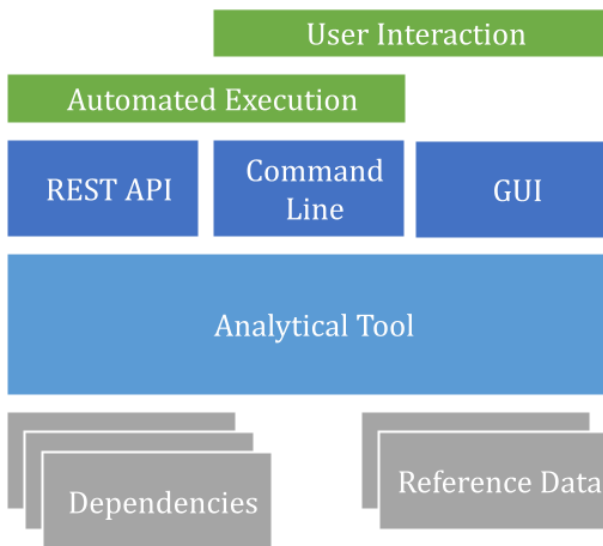 User Interaction
Automated Execution
REST API
Command
Line
GUI
Analytical Tool
Dependencies
Reference Data